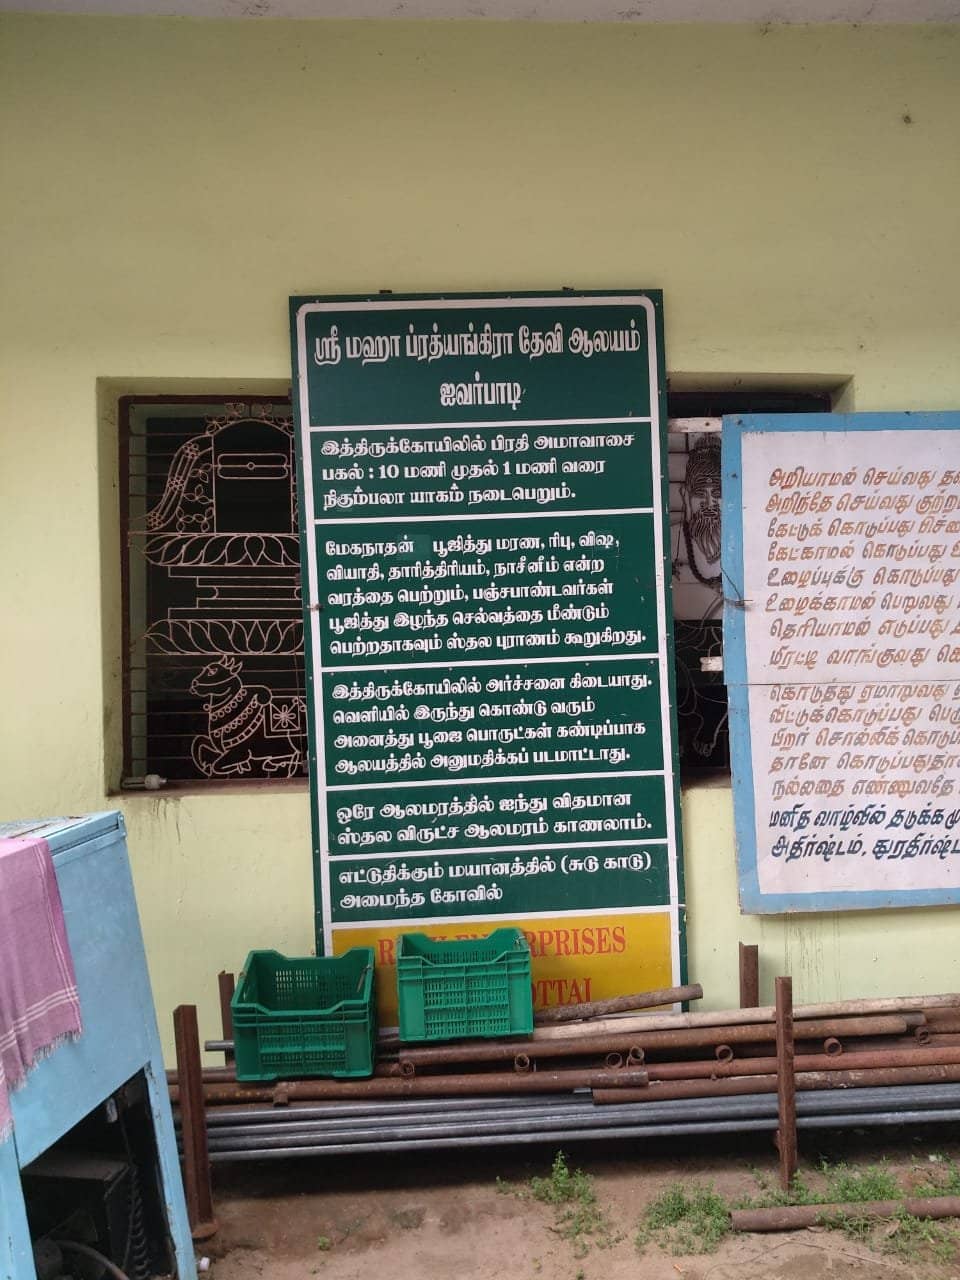 ஸ்ரீ மஹா ப்ரத்யங்கிரா தேவி ஆலயம்
ஐவர்பாடி
இத்திருக்கோயிலில் பிரதி அமாவாசை
பகல் : 10 மணி முதல் 1 மணி வரை
நிகும்பலா யாகம் நடைபெறும்.
மேகநாதன் பூஜித்து மரண, ரிபு, விஷ,
வியாதி, தாரித்திரியம், நாசீனீம் என்ற
வரத்தை பெற்றும், பஞ்சபாண்டவர்கள்
பூஜித்து இழந்த செல்வத்தை மீண்டும்
பெற்றதாகவும் ஸ்தல புராணம் கூறுகிறது.
இத்திருக்கோயிலில் அர்ச்சனை கிடையாது.
வெளியில் இருந்து கொண்டு வரும்
அனைத்து பூஜை பொருட்கள் கண்டிப்பாக
ஆலயத்தில் அனுமதிக்கப் படமாட்டாது.
ஒரே ஆலமரத்தில் ஐந்து விதமான
ஸ்தல விருட்ச ஆலமரம் காணலாம்.
எட்டுதிக்கும் மயானத்தில் (சுடு காடு)
அமைந்த கோவில்
அறியாமல் செய்வது
அறிந்தே செய்வது
கேட்டுக் கொடுப்பது
கேட்காமல் கொடுப்பது
உழைப்புக்கு கொடுப்பது
உழைக்காமல் பெறுவது
தெரியாமல் எடுப்பது
மிரட்டி வாங்குவது
கொடுத்து ஏமாறுவது
விட்டுக்கொடுப்பது
பிறர் சொல்லிக்
தானே
நல்லதை எண்ணுவதே
மனித வாழ்வில்
அதிர்ஷ்டம்,